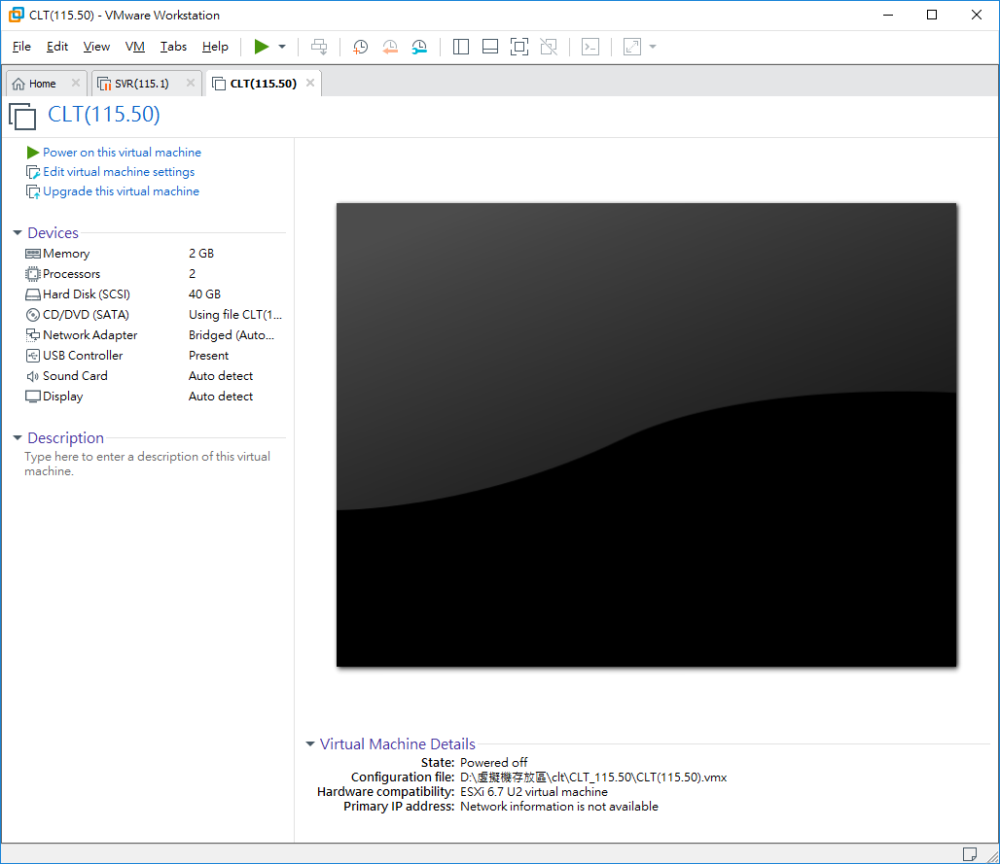 CLT(115.50) - VMware Workstation
File Edit View VM Tabs Help
Home SVR(115.1) CLT(115.50)
CLT(115.50)
Power on this virtual machine
Edit virtual machine settings
Upgrade this virtual machine
Devices
Memory 2 GB
Processors 2
Hard Disk (SCSI) 40 GB
CD/DVD (SATA) Using file CLT(1...
Network Adapter Bridged (Auto...
USB Controller Present
Sound Card Auto detect
Display Auto detect
Description
Type here to enter a description of this virtual
machine.
Virtual Machine Details
State: Powered off
Configuration file: D:\虛擬機存放區\clt\CLT_115.50\CLT(115.50).vmx
Hardware compatibility: ESXi 6.7 U2 virtual machine
Primary IP address: Network information is not available